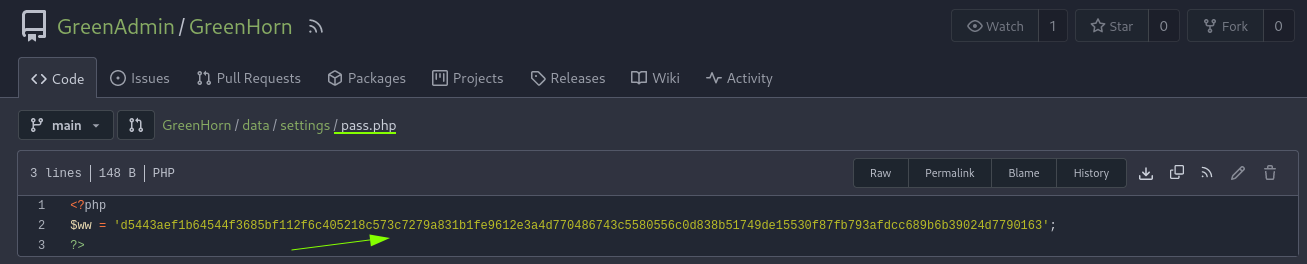 GreenAdmin / GreenHorn Watch 1 Star 0 Fork 0
Code Issues Pull Requests Packages Projects Releases Wiki Activity
main GreenHorn / data / settings / pass.php
3 lines 148 B PHP Raw Permalink Blame History
1 <?php
2 $ww = 'd5443aef1b64544f3685bf112f6c405218c573c7279a831b1fe9612e3a4d770486743c5580556c0d838b51749de15530f87fb793afdcc689b6b39024d7790163';
3 ?>